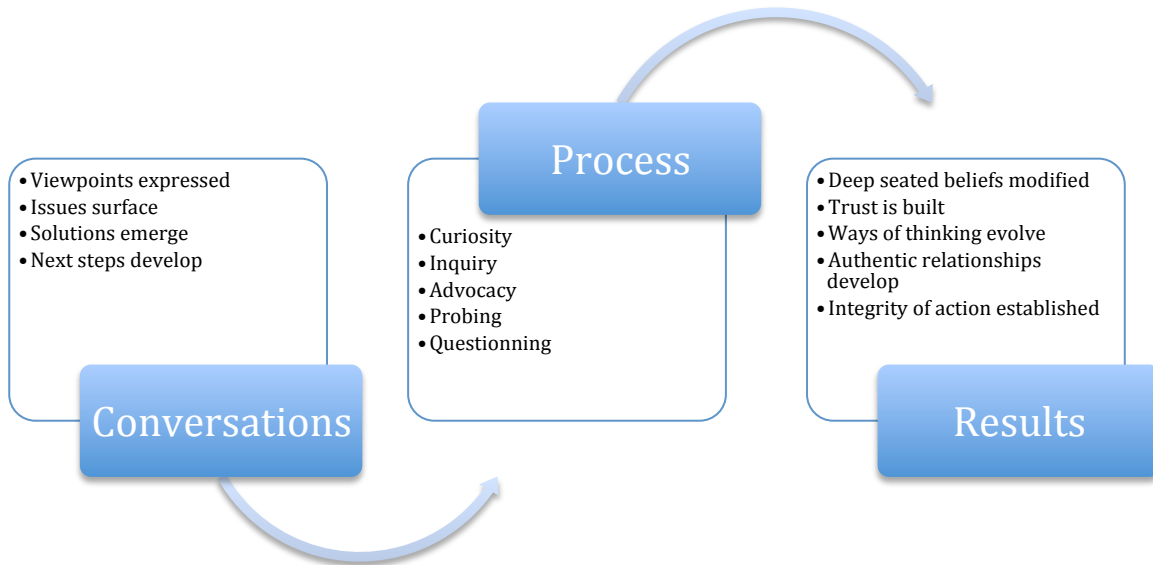 • Viewpoints expressed
• Issues surface
• Solutions emerge
• Next steps develop
Conversations
Process
• Curiosity
• Inquiry
• Advocacy
• Probing
• Questionning
• Deep seated beliefs modified
• Trust is built
• Ways of thinking evolve
• Authentic relationships
develop
• Integrity of action established
Results